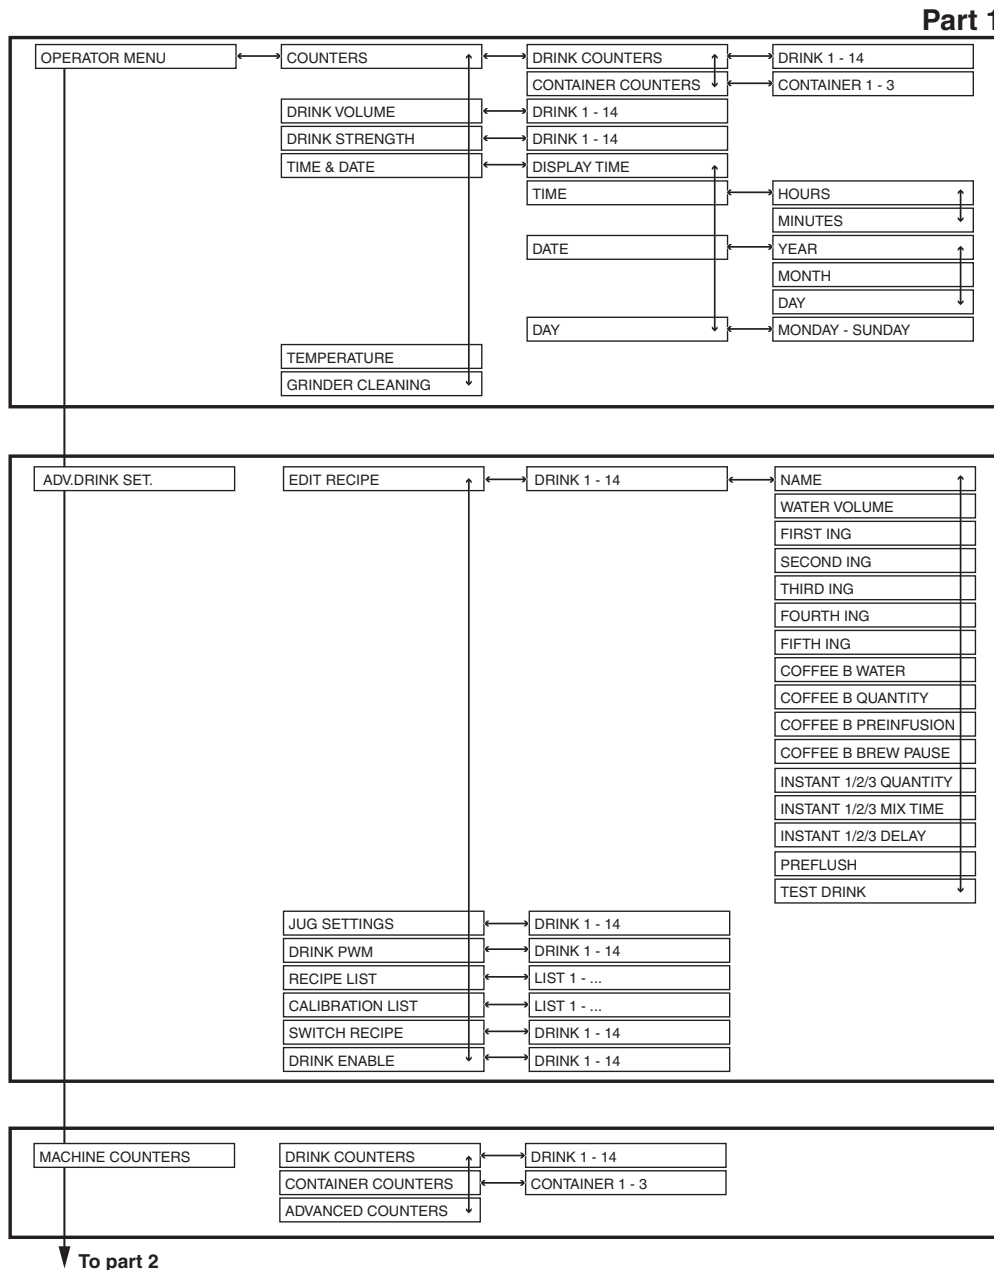 Part 1
OPERATOR MENU
COUNTERS
DRINK COUNTERS
DRINK 1 - 14
CONTAINER COUNTERS
CONTAINER 1 - 3
DRINK VOLUME
DRINK 1 - 14
DRINK STRENGTH
DRINK 1 - 14
TIME & DATE
DISPLAY TIME
TIME
HOURS
MINUTES
DATE
YEAR
MONTH
DAY
DAY
MONDAY - SUNDAY
TEMPERATURE
GRINDER CLEANING
ADV.DRINK SET.
EDIT RECIPE
DRINK 1 - 14
NAME
WATER VOLUME
FIRST ING
SECOND ING
THIRD ING
FOURTH ING
FIFTH ING
COFFEE B WATER
COFFEE B QUANTITY
COFFEE B PREINFUSION
COFFEE B BREW PAUSE
INSTANT 1/2/3 QUANTITY
INSTANT 1/2/3 MIX TIME
INSTANT 1/2/3 DELAY
PREFLUSH
TEST DRINK
JUG SETTINGS
DRINK 1 - 14
DRINK PWM
DRINK 1 - 14
RECIPE LIST
LIST 1 - ...
CALIBRATION LIST
LIST 1 - ...
SWITCH RECIPE
DRINK 1 - 14
DRINK ENABLE
DRINK 1 - 14
MACHINE COUNTERS
DRINK COUNTERS
DRINK 1 - 14
CONTAINER COUNTERS
CONTAINER 1 - 3
ADVANCED COUNTERS
To part 2